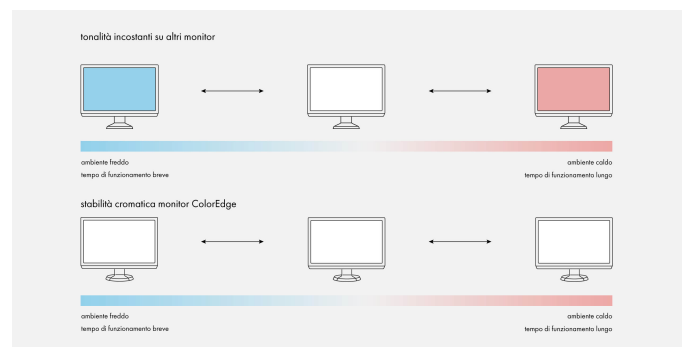 tonalità incostanti su altri monitor
ambiente freddo
tempo di funzionamento breve
ambiente caldo
tempo di funzionamento lungo
stabilità cromatica monitor ColorEdge
ambiente freddo
tempo di funzionamento breve
ambiente caldo
tempo di funzionamento lungo